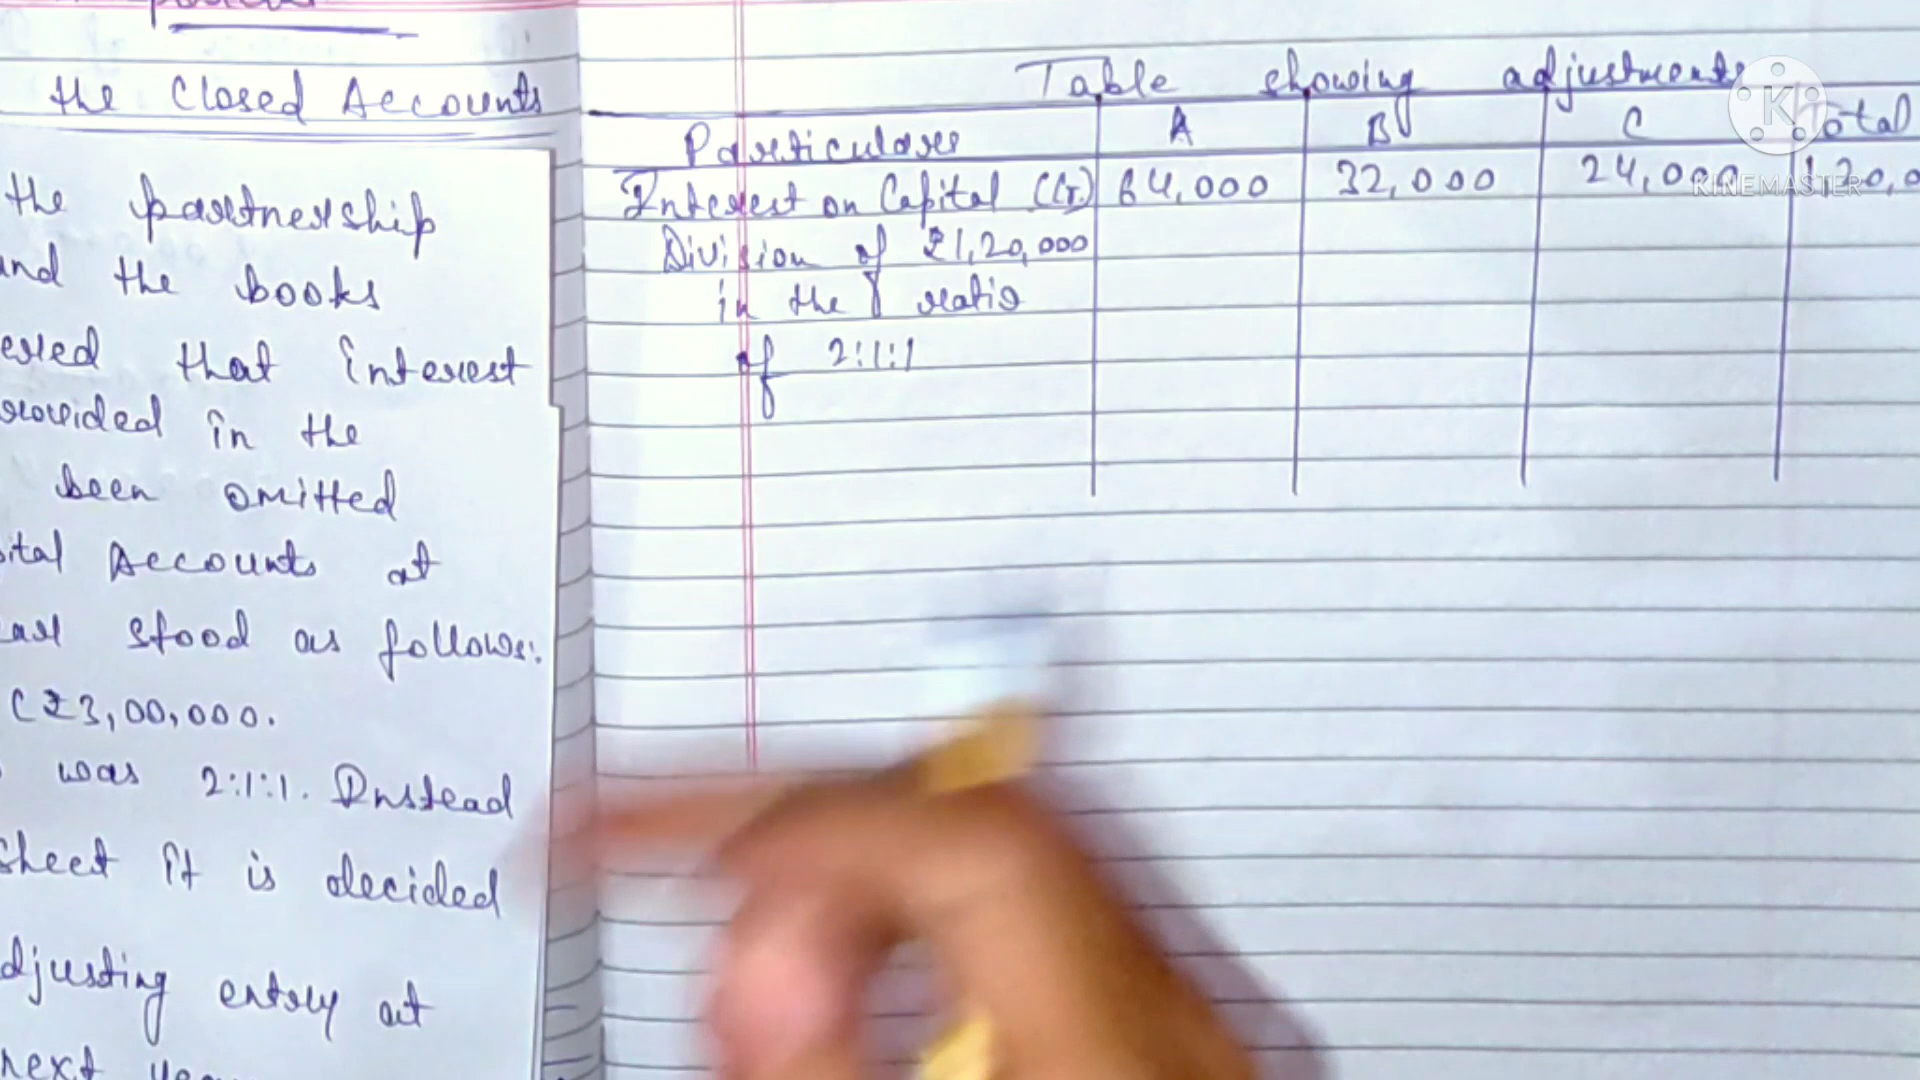 the Closed Accounts
the partnership
and the books
ered that interest
provided in the
been omitted
ital Accounts at
ear stood as follows:
C ₹3,00,000.
was 2:1:1. Instead
sheet it is decided
djusting entry at
next
Table showing adjustments
Particulars A B C Total
Interest on Capital (Cr.) 64,000 32,000 24,000 1,20,0
Division of ₹1,20,000
in the ratio
of 2:1:1
K
KINEMASTER